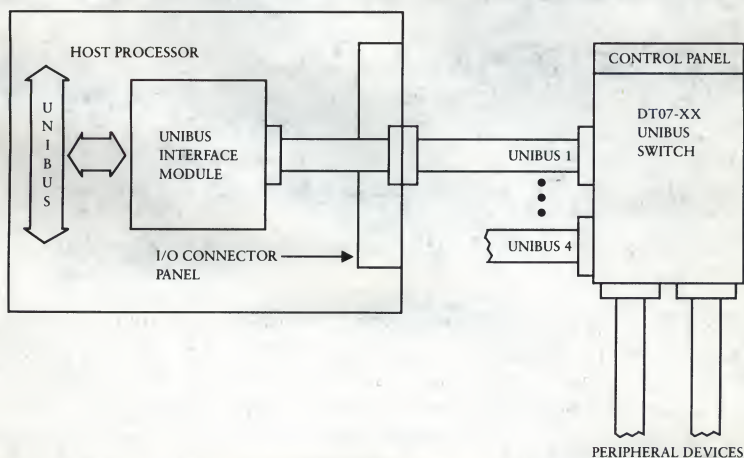 HOST PROCESSOR
UNIBUS
UNIBUS
INTERFACE
MODULE
I/O CONNECTOR
PANEL
UNIBUS 1
UNIBUS 4
CONTROL PANEL
DT07-XX
UNIBUS
SWITCH
PERIPHERAL DEVICES